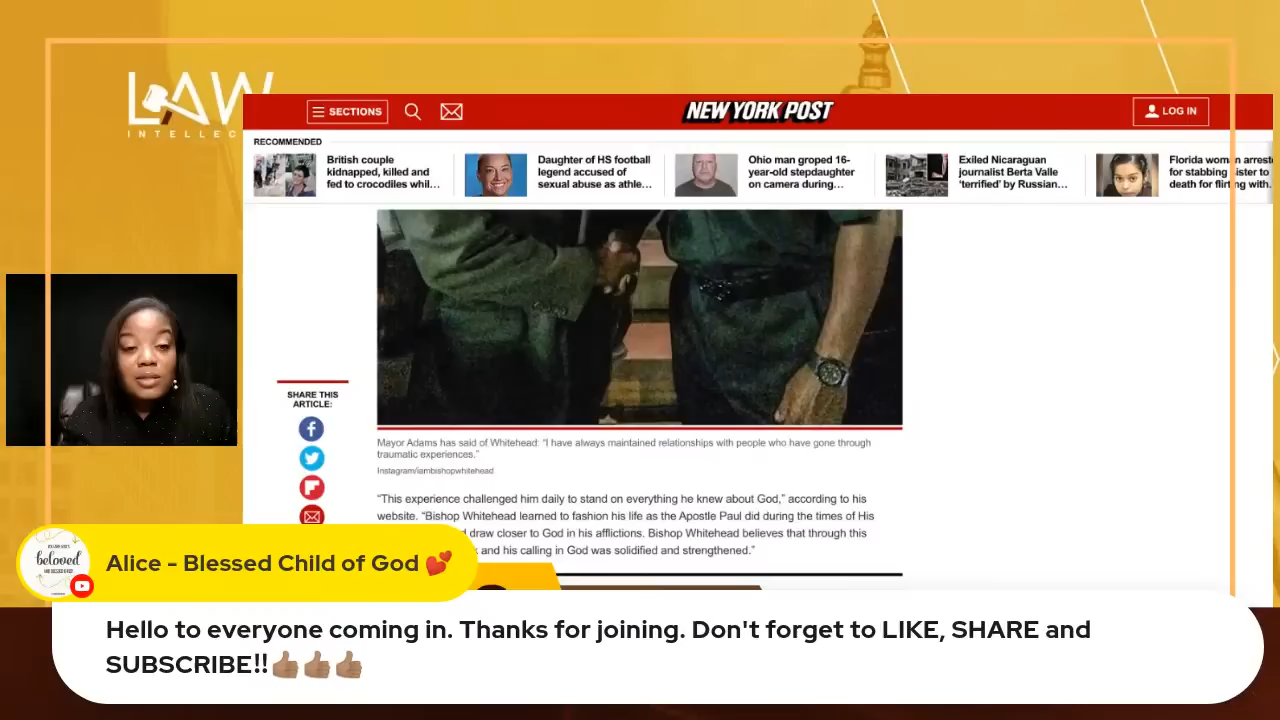 LAW
INTELLEC
SECTIONS
NEW YORK POST
LOG IN
RECOMMENDED
British couple
kidnapped, killed and
fed to crocodiles whil...
Daughter of HS football
legend accused of
sexual abuse as athle...
Ohio man groped 16-
year-old stepdaughter
on camera during...
Exiled Nicaraguan
journalist Berta Valle
'terrified' by Russian...
Florida woman arrest
for stabbing sister to
death for flirting with.
SHARE THIS
ARTICLE:
Mayor Adams has said of Whitehead: "I have always maintained relationships with people who have gone through
traumatic experiences."
Instagram/iambishopwhitehead
"This experience challenged him daily to stand on everything he knew about God," according to his
website. "Bishop Whitehead learned to fashion his life as the Apostle Paul did during the times of His
draw closer to God in his afflictions. Bishop Whitehead believes that through this
and his calling in God was solidified and strengthened."
beloved
Alice - Blessed Child of God 💕
Hello to everyone coming in. Thanks for joining. Don't forget to LIKE, SHARE and
SUBSCRIBE!!👍🏽👍🏽👍🏽